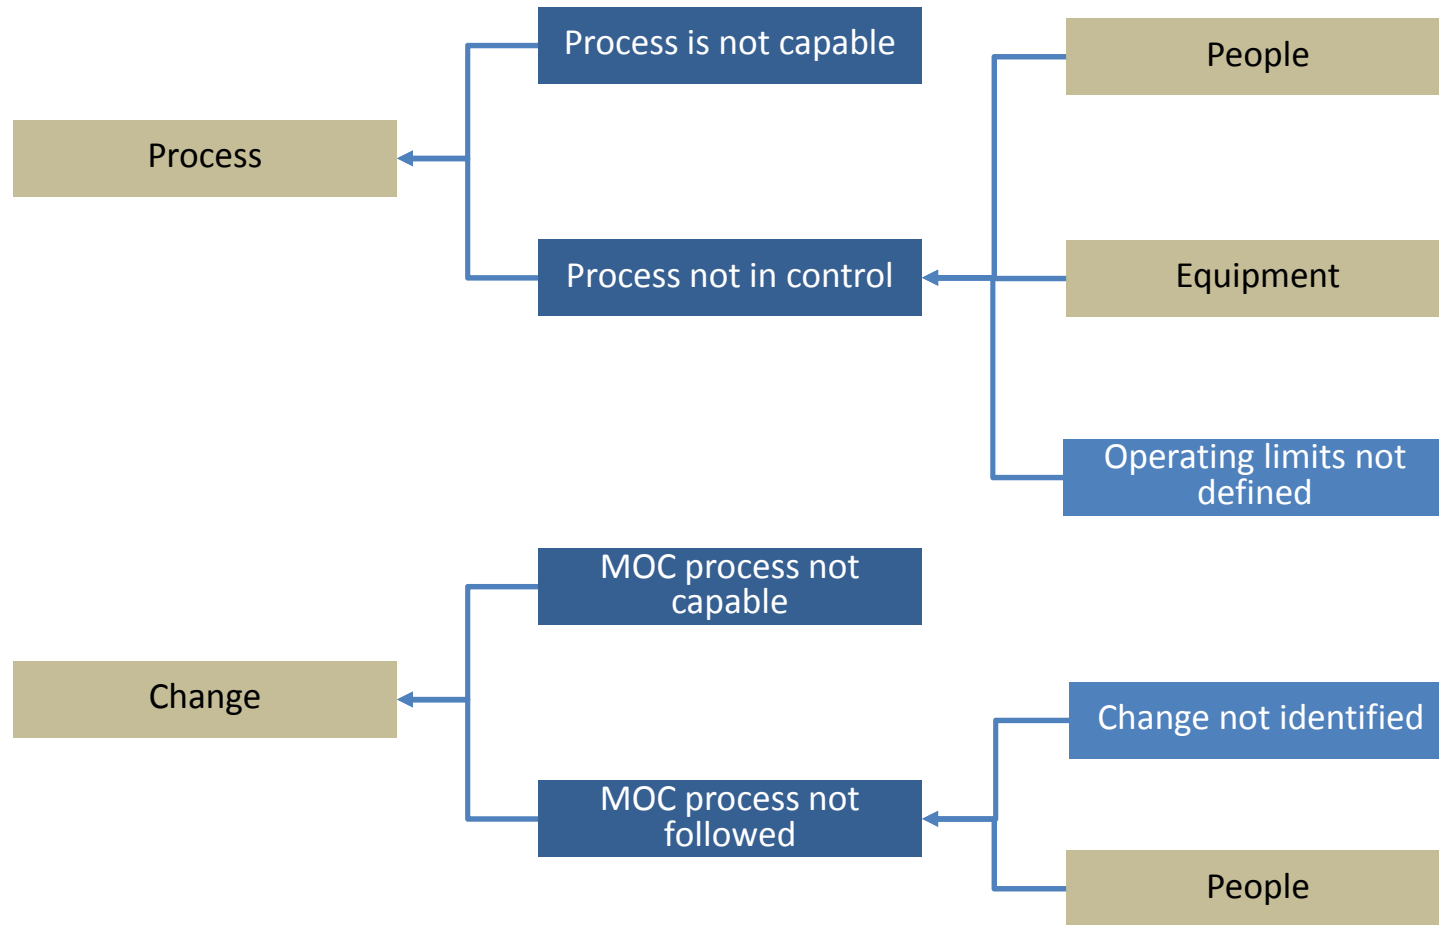 Process is not capable
People
Process
Process not in control
Equipment
Operating limits not
defined
MOC process not
capable
Change
Change not identified
MOC process not
followed
People